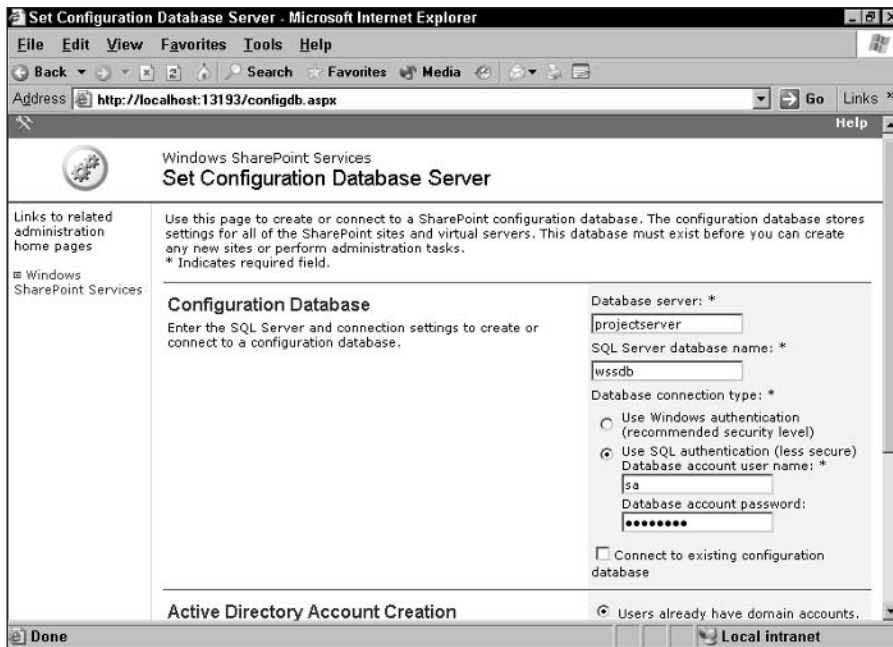 Set Configuration Database Server - Microsoft Internet Explorer
File Edit View Favorites Tools Help
Back Search Favorites Media
Address http://localhost:13193/configdb.aspx Go Links »
Help
Windows SharePoint Services
Set Configuration Database Server
Links to related
administration
home pages
Windows
SharePoint Services
Use this page to create or connect to a SharePoint configuration database. The configuration database stores
settings for all of the SharePoint sites and virtual servers. This database must exist before you can create
any new sites or perform administration tasks.
* Indicates required field.
Configuration Database
Enter the SQL Server and connection settings to create or
connect to a configuration database.
Database server: *
projectserver
SQL Server database name: *
wssdb
Database connection type: *
Use Windows authentication
(recommended security level)
Use SQL authentication (less secure)
Database account user name: *
sa
Database account password:
••••••••
Connect to existing configuration
database
Active Directory Account Creation
Users already have domain accounts.
Done
Local intranet